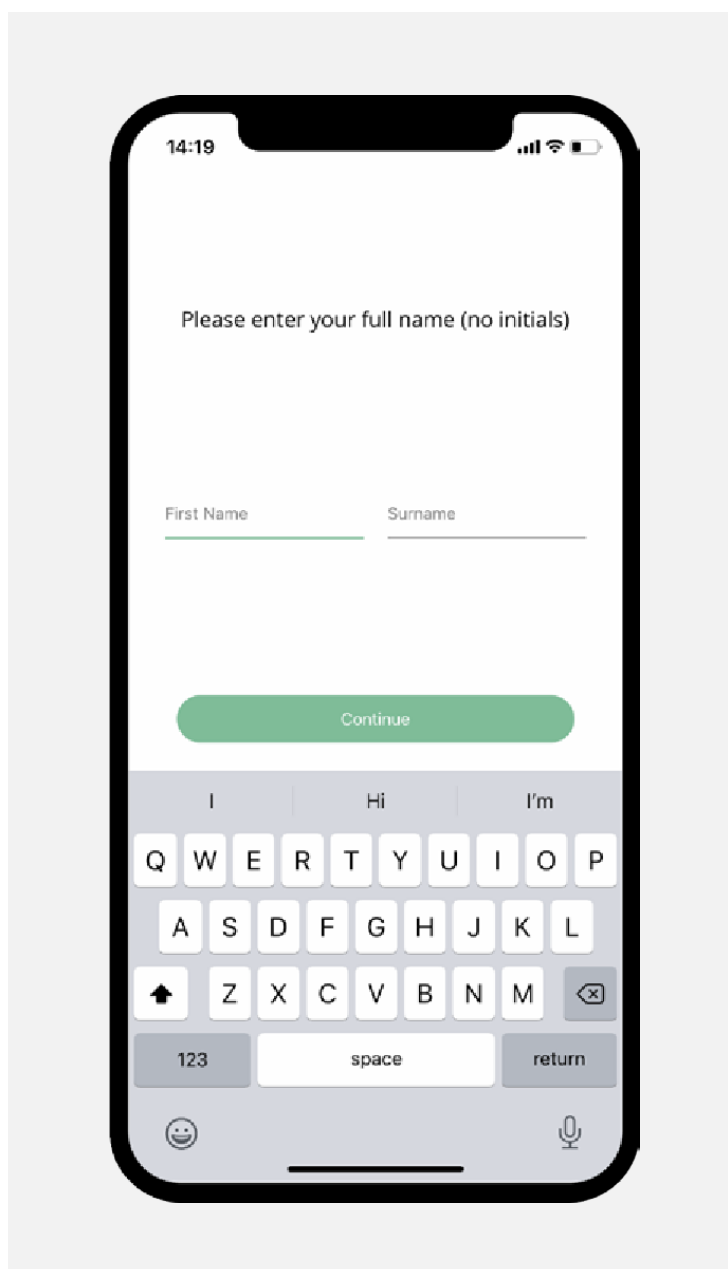 14:19
Please enter your full name (no initials)
First Name Surname
Continue
I Hi I'm
Q W E R T Y U I O P
A S D F G H J K L
Z X C V B N M
123 space return